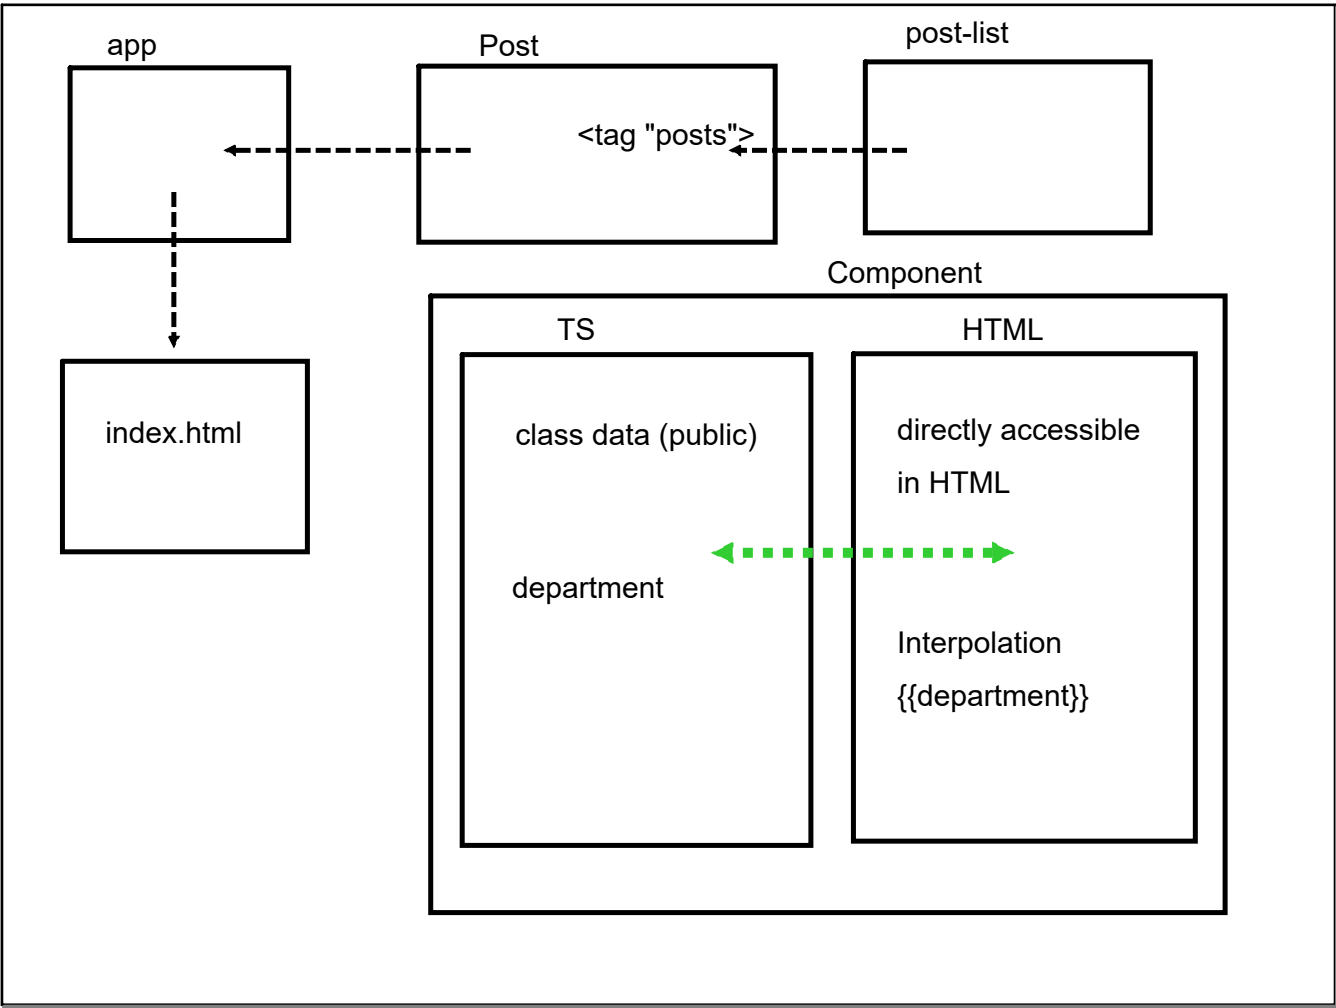 app
Post
post-list
<tag "posts">
Component
TS
HTML
index.html
class data (public)
department
directly accessible
in HTML
Interpolation
{{department}}